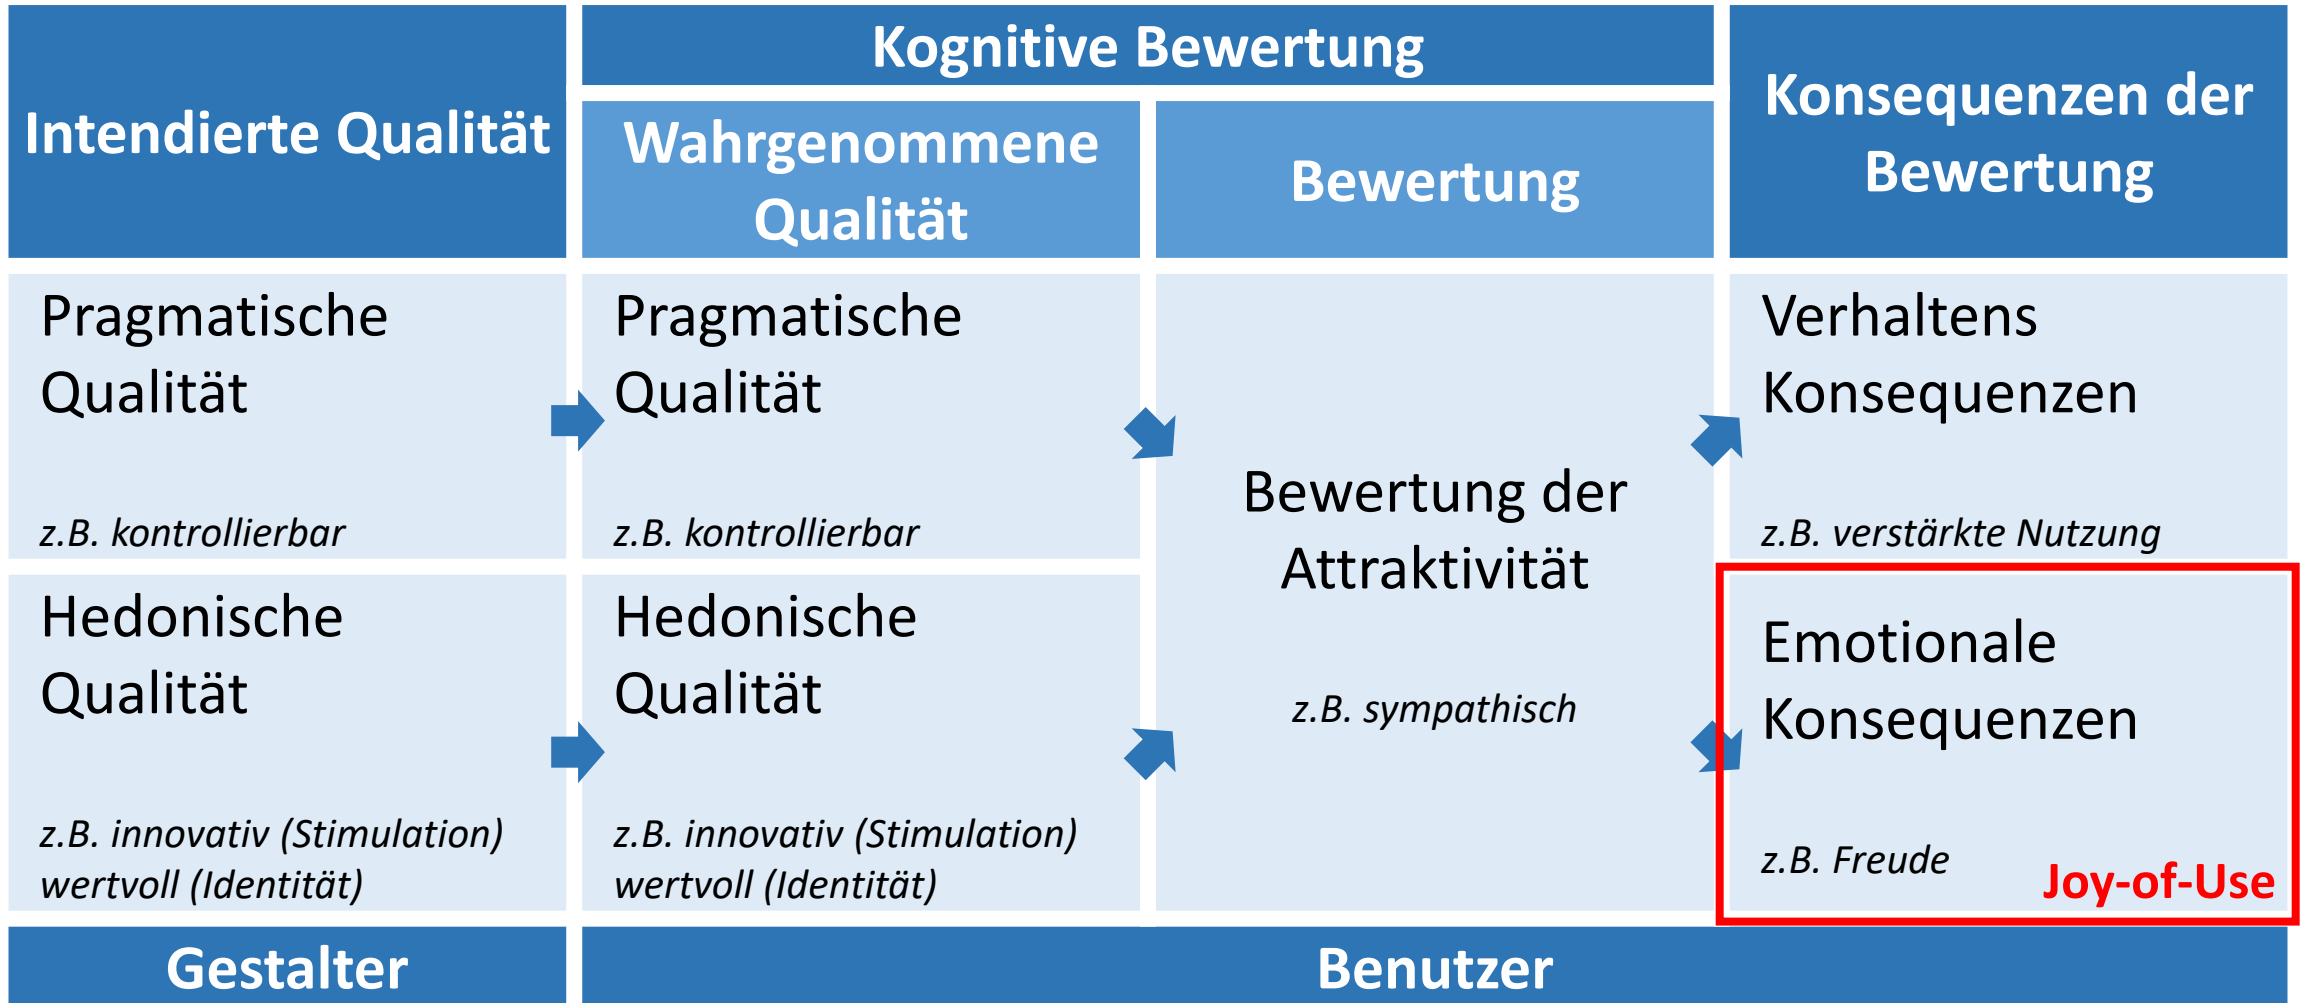 Intendierte Qualität
Kognitive Bewertung
Wahrgenommene
Qualität
Bewertung
Konsequenzen der
Bewertung
Pragmatische
Qualität
z.B. kontrollierbar
Pragmatische
Qualität
z.B. kontrollierbar
Hedonische
Qualität
z.B. innovativ (Stimulation)
wertvoll (Identität)
Hedonische
Qualität
z.B. innovativ (Stimulation)
wertvoll (Identität)
Bewertung der
Attraktivität
z.B. sympathisch
Verhaltens
Konsequenzen
z.B. verstärkte Nutzung
Emotionale
Konsequenzen
z.B. Freude
Joy-of-Use
Gestalter
Benutzer